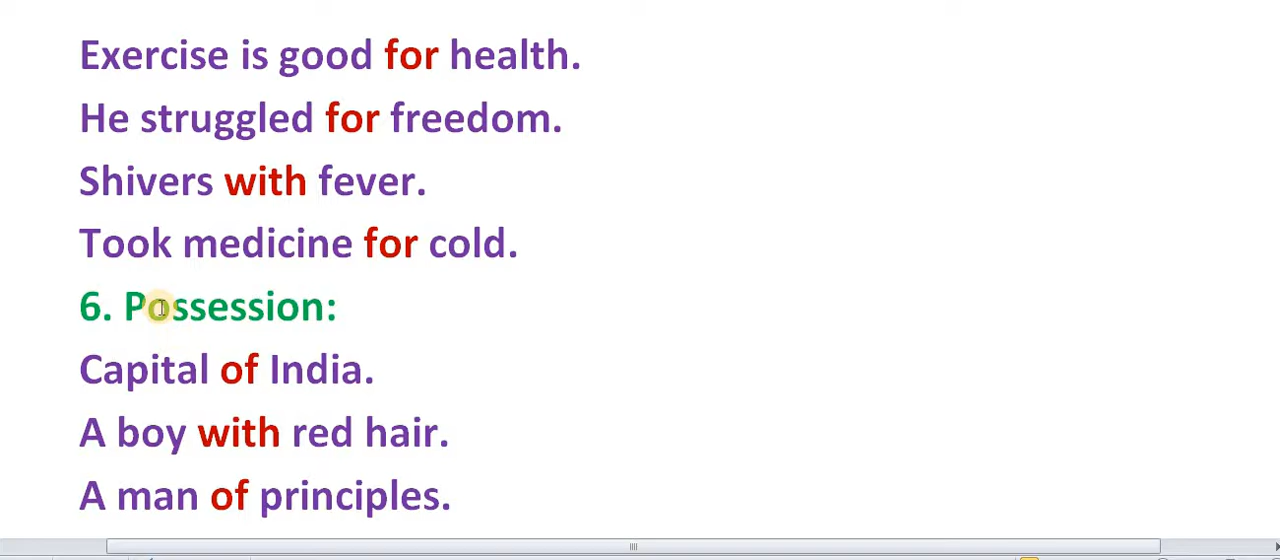 Exercise is good for health.
He struggled for freedom.
Shivers with fever.
Took medicine for cold.
6. Possession:
Capital of India.
A boy with red hair.
A man of principles.